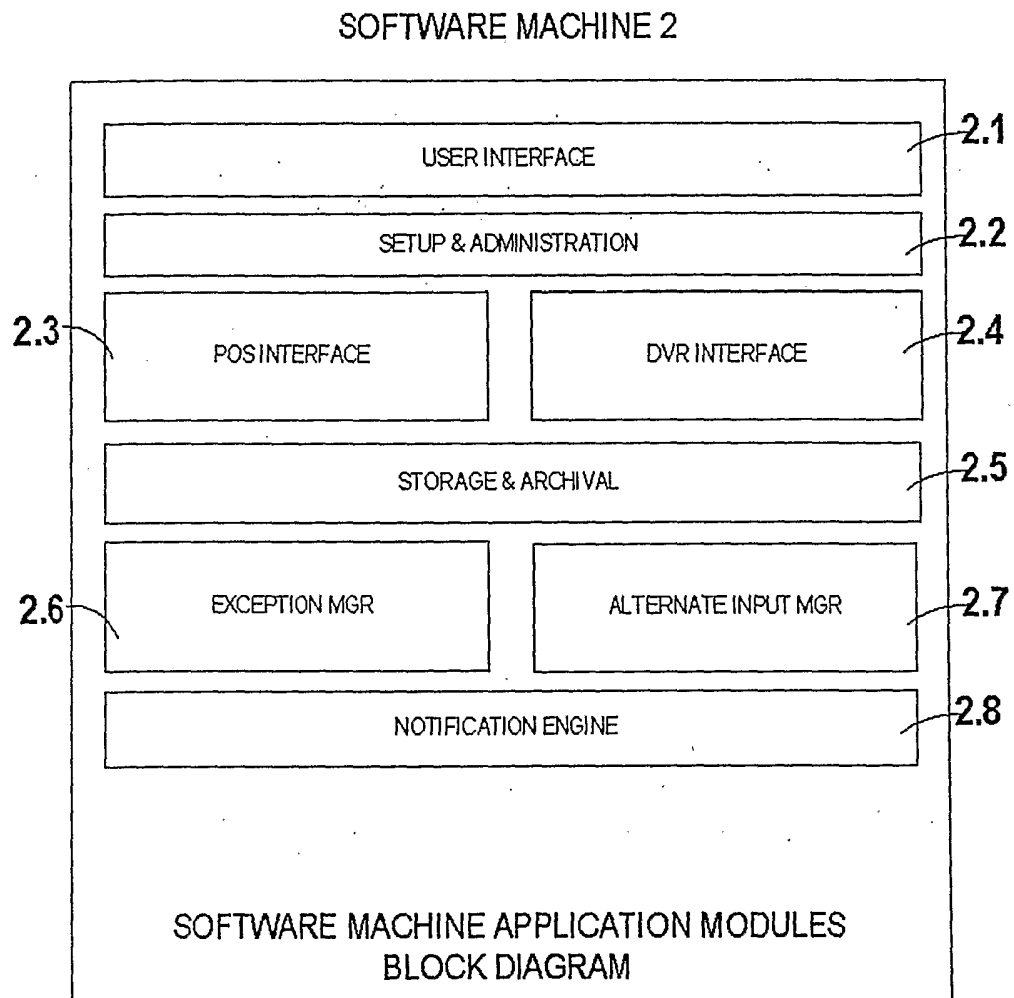 SOFTWARE MACHINE 2
USER INTERFACE
2.1
SETUP & ADMINISTRATION
2.2
2.3
POS INTERFACE
DVR INTERFACE
2.4
STORAGE & ARCHIVAL
2.5
2.6
EXCEPTION MGR
ALTERNATE INPUT MGR
2.7
NOTIFICATION ENGINE
2.8
SOFTWARE MACHINE APPLICATION MODULES
BLOCK DIAGRAM